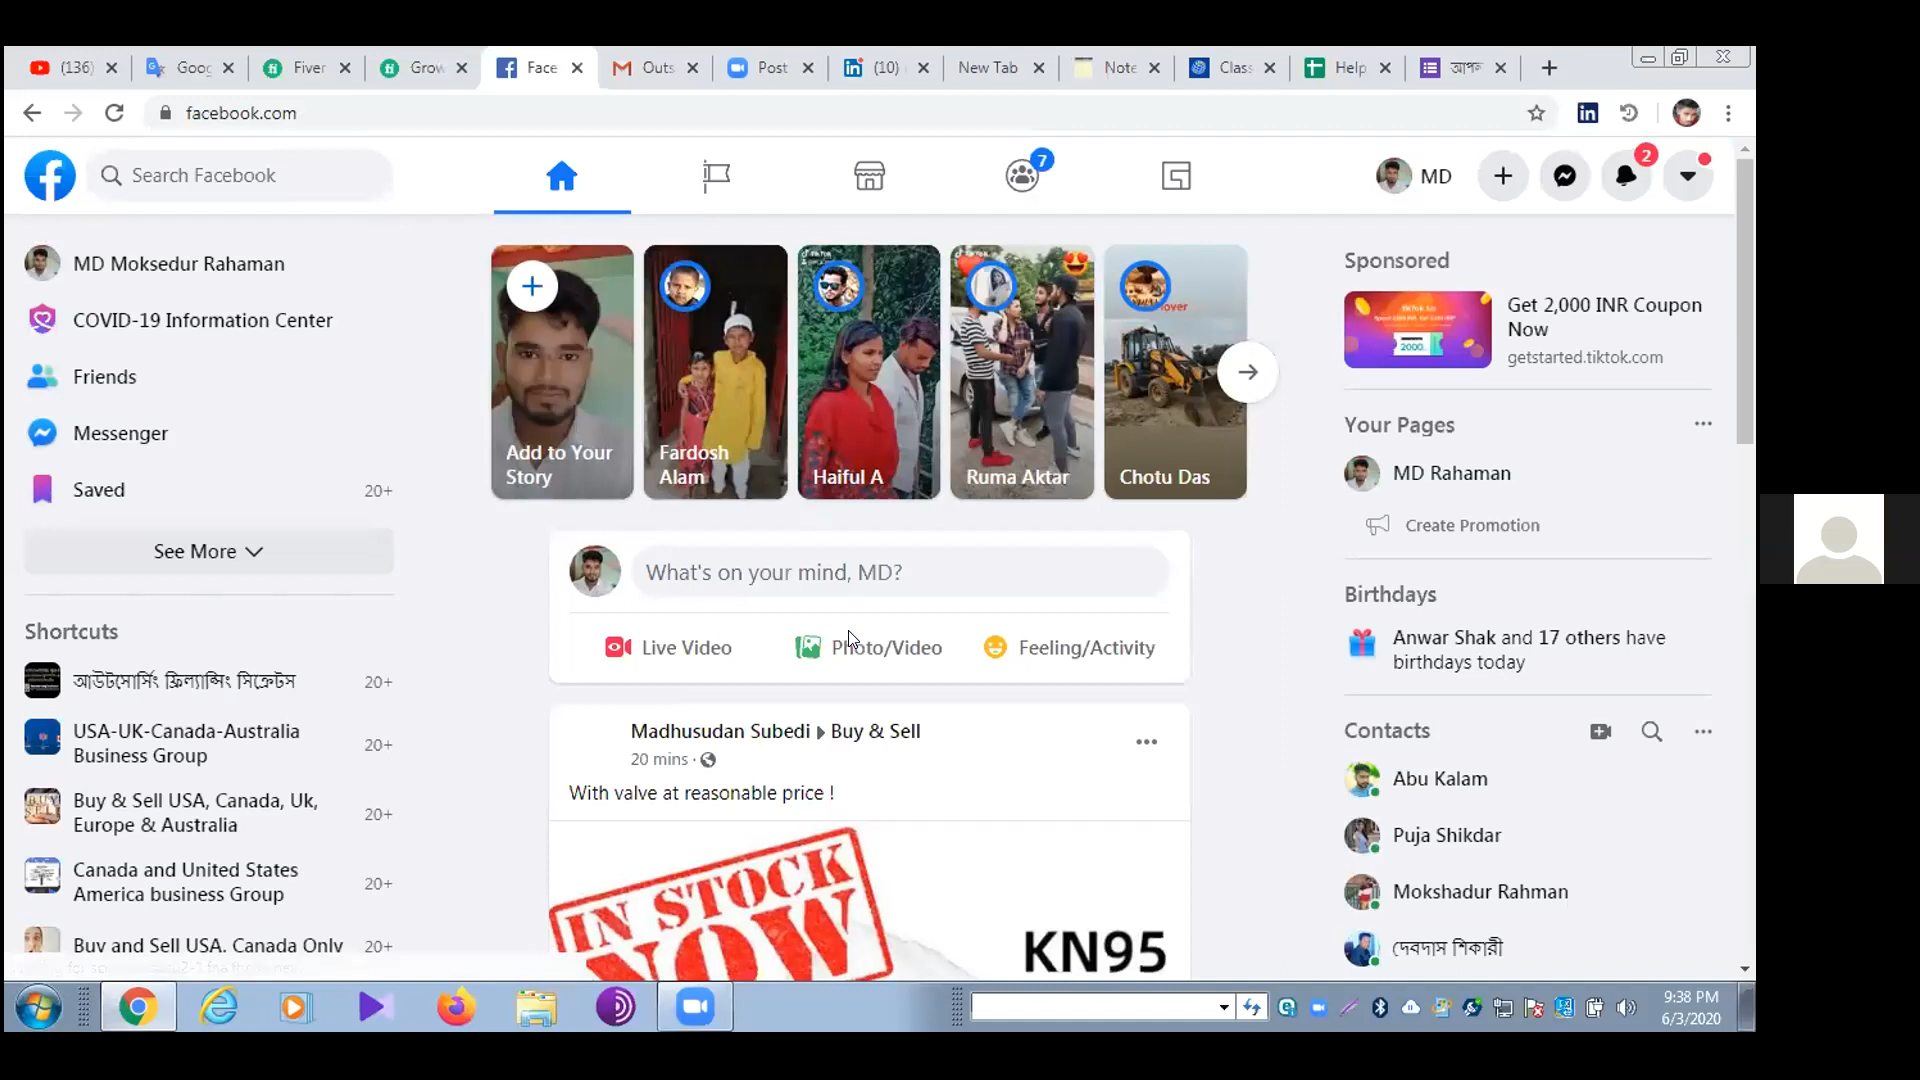 (136)
Goog
Fiver
Grow
Face
Outs
Post
(10)
New Tab
Note
Class
Help
facebook.com
Search Facebook
7
MD
2
MD Moksedur Rahaman
COVID-19 Information Center
Friends
Messenger
Saved 20+
See More
Shortcuts
আউটসোর্সিং ফ্রিল্যান্সিং সিক্রেটস 20+
USA-UK-Canada-Australia
Business Group 20+
Buy & Sell USA, Canada, Uk,
Europe & Australia 20+
Canada and United States
America business Group 20+
Buy and Sell USA. Canada Only 20+
Add to Your
Story
Fardosh
Alam
Haiful A
Ruma Aktar
lover
Chotu Das
What's on your mind, MD?
Live Video
Photo/Video
Feeling/Activity
Madhusudan Subedi Buy & Sell
20 mins ·
With valve at reasonable price !
IN STOCK
NOW
KN95
Sponsored
Get 2,000 INR Coupon
Now
getstarted.tiktok.com
2000
Your Pages
MD Rahaman
Create Promotion
Birthdays
Anwar Shak and 17 others have
birthdays today
Contacts
Abu Kalam
Puja Shikdar
Mokshadur Rahman
দেবদাস শিকারী
9:38 PM
6/3/2020